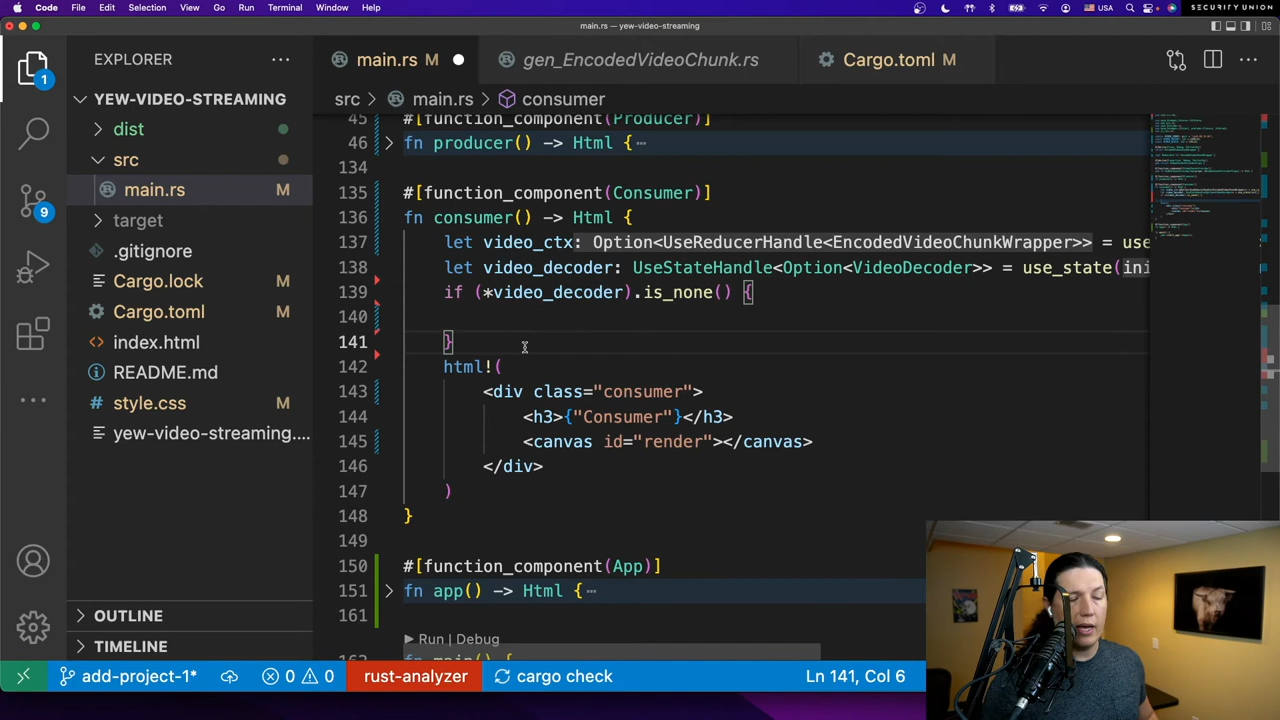 Code File Edit Selection View Go Run Terminal Window Help USA SECURITY UNION
main.rs — yew-video-streaming
EXPLORER
main.rs M
gen_EncodedVideoChunk.rs
Cargo.toml M
1
YEW-VIDEO-STREAMING
src > main.rs > consumer
dist
src
main.rs M
target
.gitignore
Cargo.lock M
Cargo.toml M
index.html
README.md
style.css M
yew-video-streaming....
9
OUTLINE
TIMELINE
45 #[function_component(Producer)]
46 fn producer() -> Html {…
134
135 #[function_component(Consumer)]
136 fn consumer() -> Html {
137 let video_ctx: Option<UseReducerHandle<EncodedVideoChunkWrapper>> = use
138 let video_decoder: UseStateHandle<Option<VideoDecoder>> = use_state(ini
139 if (*video_decoder).is_none() {
140
141 }
142 html!(
143 <div class="consumer">
144 <h3>{"Consumer"}</h3>
145 <canvas id="render"></canvas>
146 </div>
147 )
148 }
149
150 #[function_component(App)]
151 fn app() -> Html {…
161
Run | Debug
162 fn main() {
add-project-1* 0 0 rust-analyzer cargo check Ln 141, Col 6